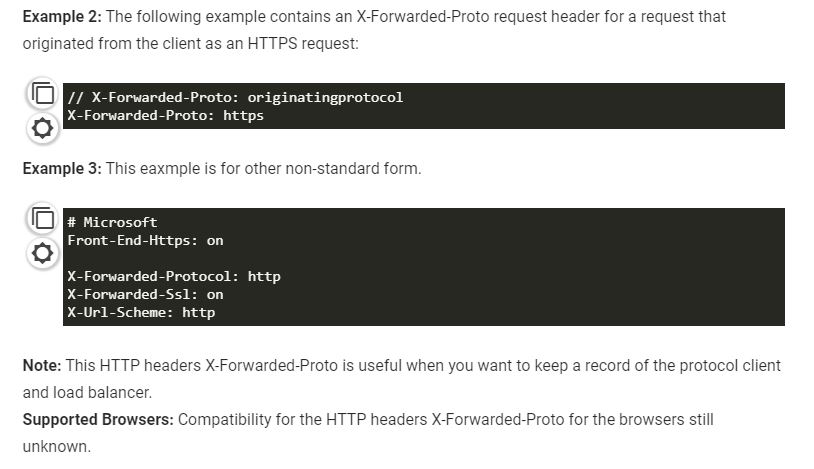 Example 2: The following example contains an X-Forwarded-Proto request header for a request that
originated from the client as an HTTPS request:
// X-Forwarded-Proto: originatingprotocol
X-Forwarded-Proto: https
Example 3: This eaxmple is for other non-standard form.
# Microsoft
Front-End-Https: on
X-Forwarded-Protocol: http
X-Forwarded-Ssl: on
X-Url-Scheme: http
Note: This HTTP headers X-Forwarded-Proto is useful when you want to keep a record of the protocol client
and load balancer.
Supported Browsers: Compatibility for the HTTP headers X-Forwarded-Proto for the browsers still
unknown.